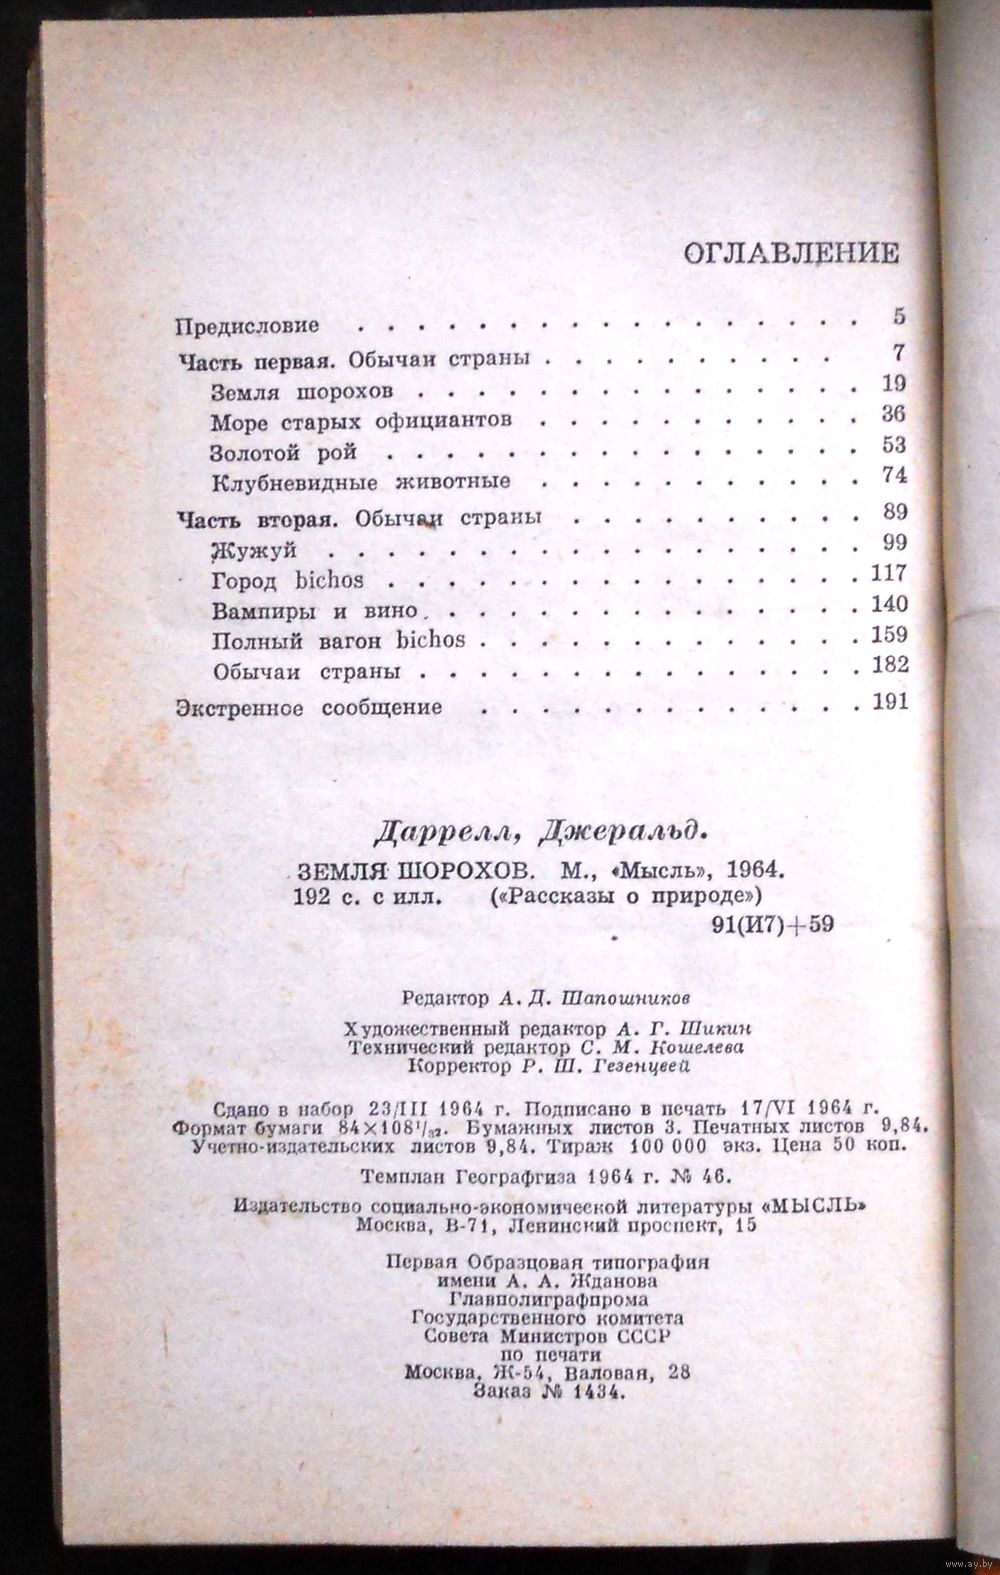 ОГЛАВЛЕНИЕ
Предисловие . . . . . . . . . . . . . . . . . 5
Часть первая. Обычаи страны . . . . . . . . . . 7
Земля шорохов . . . . . . . . . . . . . . . 19
Море старых официантов . . . . . . . . . . . 36
Золотой рой . . . . . . . . . . . . . . . . 53
Клубневидные животные . . . . . . . . . . . 74
Часть вторая. Обычаи страны . . . . . . . . . . 89
Жужуй . . . . . . . . . . . . . . . . . . 99
Город bichos . . . . . . . . . . . . . . . . 117
Вампиры и вино . . . . . . . . . . . . . . . 140
Полный вагон bichos . . . . . . . . . . . . . 159
Обычаи страны . . . . . . . . . . . . . . . 182
Экстренное сообщение . . . . . . . . . . . . . 191
Даррелл, Джеральд.
ЗЕМЛЯ ШОРОХОВ. М., «Мысль», 1964.
192 с. с илл. («Рассказы о природе»)
91(И7)+59
Редактор А. Д. Шапошников
Художественный редактор А. Г. Шикин
Технический редактор С. М. Кошелева
Корректор Р. Ш. Гезенцвей
Сдано в набор 23/III 1964 г. Подписано в печать 17/VI 1964 г.
Формат бумаги 84×108¹/₃₂. Бумажных листов 3. Печатных листов 9,84.
Учетно-издательских листов 9,84. Тираж 100 000 экз. Цена 50 коп.
Темплан Географгиза 1964 г. № 46.
Издательство социально-экономической литературы «МЫСЛЬ»
Москва, В-71, Ленинский проспект, 15
Первая Образцовая типография
имени А. А. Жданова
Главполиграфпрома
Государственного комитета
Совета Министров СССР
по печати
Москва, Ж-54, Валовая, 28
Заказ № 1434.
www.ay.by